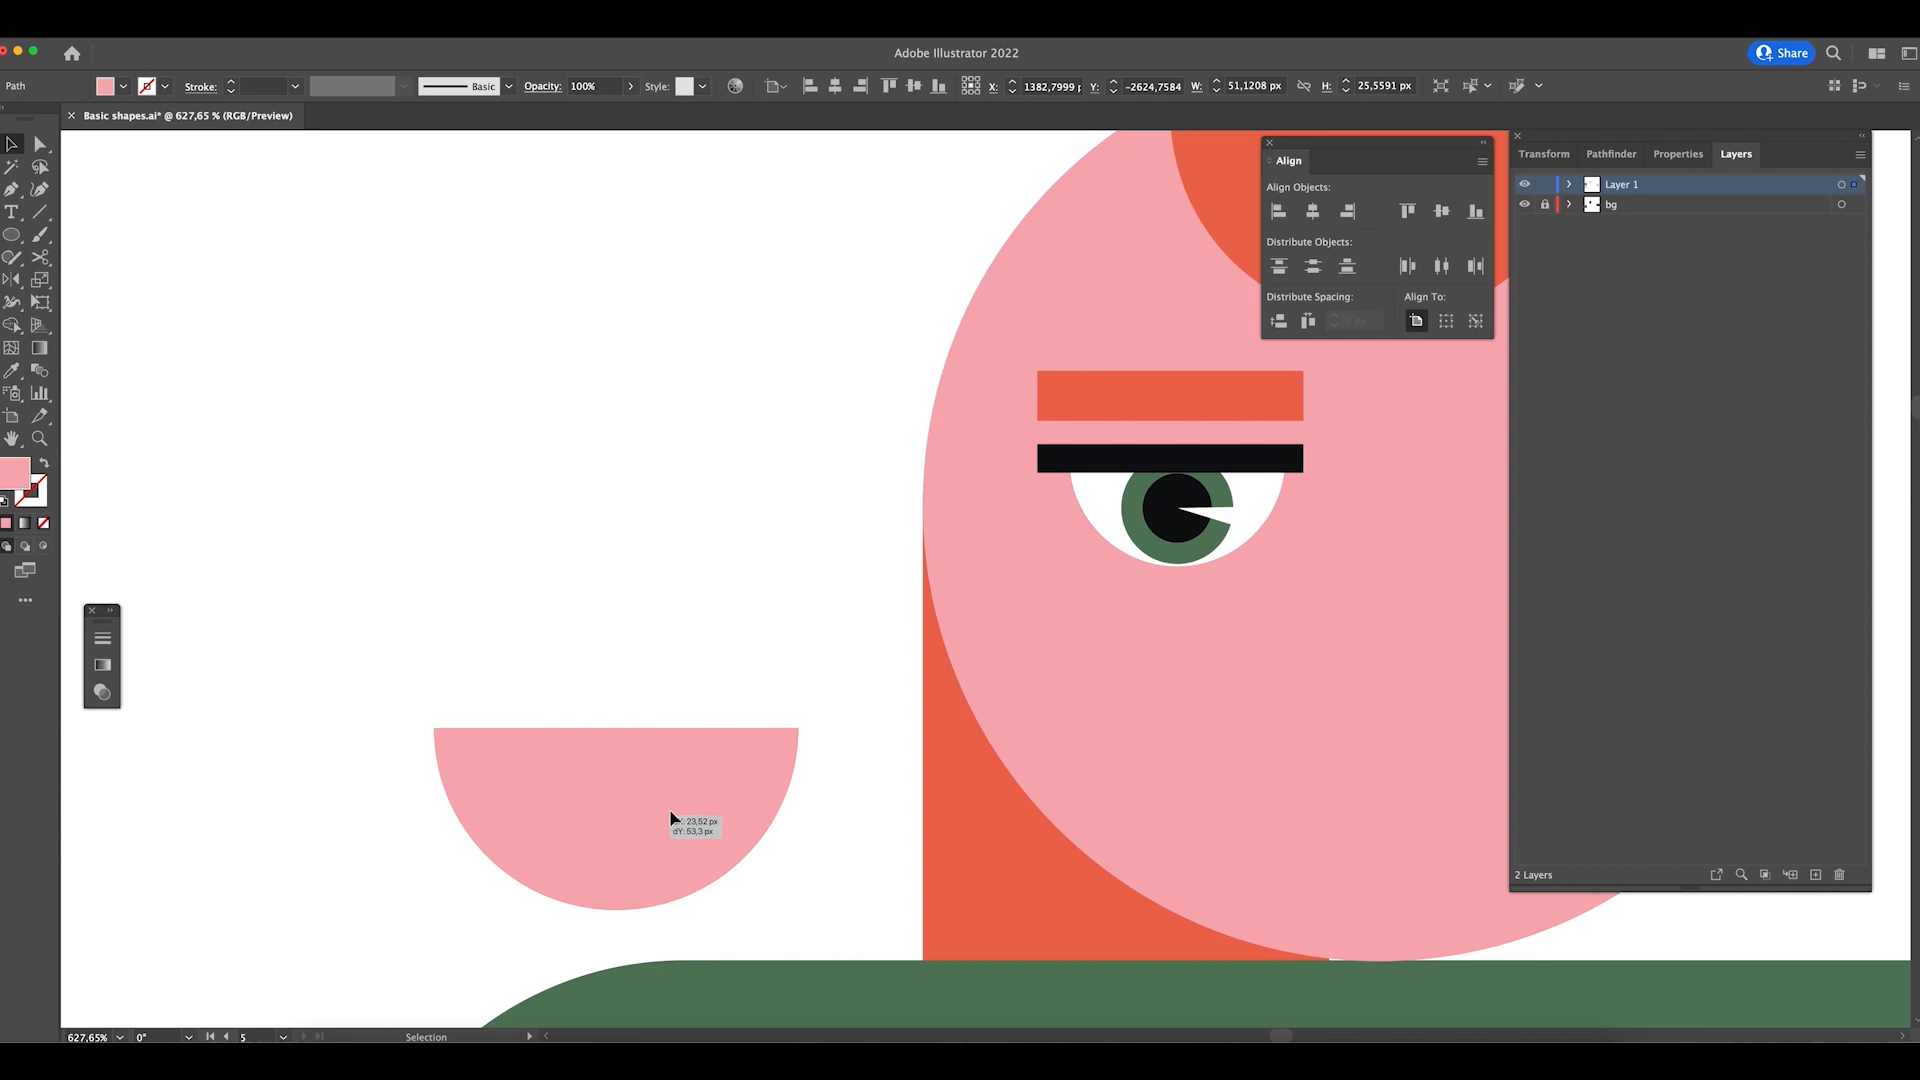 Adobe Illustrator 2022
Share
Path
Stroke:
Basic
Opacity:
100%
Style:
X:
1382,7999
Y:
−2624,7584
W:
51,1208 px
H:
25,5591 px
Basic shapes.ai* @ 627,65 % (RGB/Preview)
Align
Align Objects:
Distribute Objects:
Distribute Spacing:
Align To:
0 px
Transform
Pathfinder
Properties
Layers
Layer 1
bg
23,52 px
dY: 53,3 px
2 Layers
627,65%
0°
5
Selection